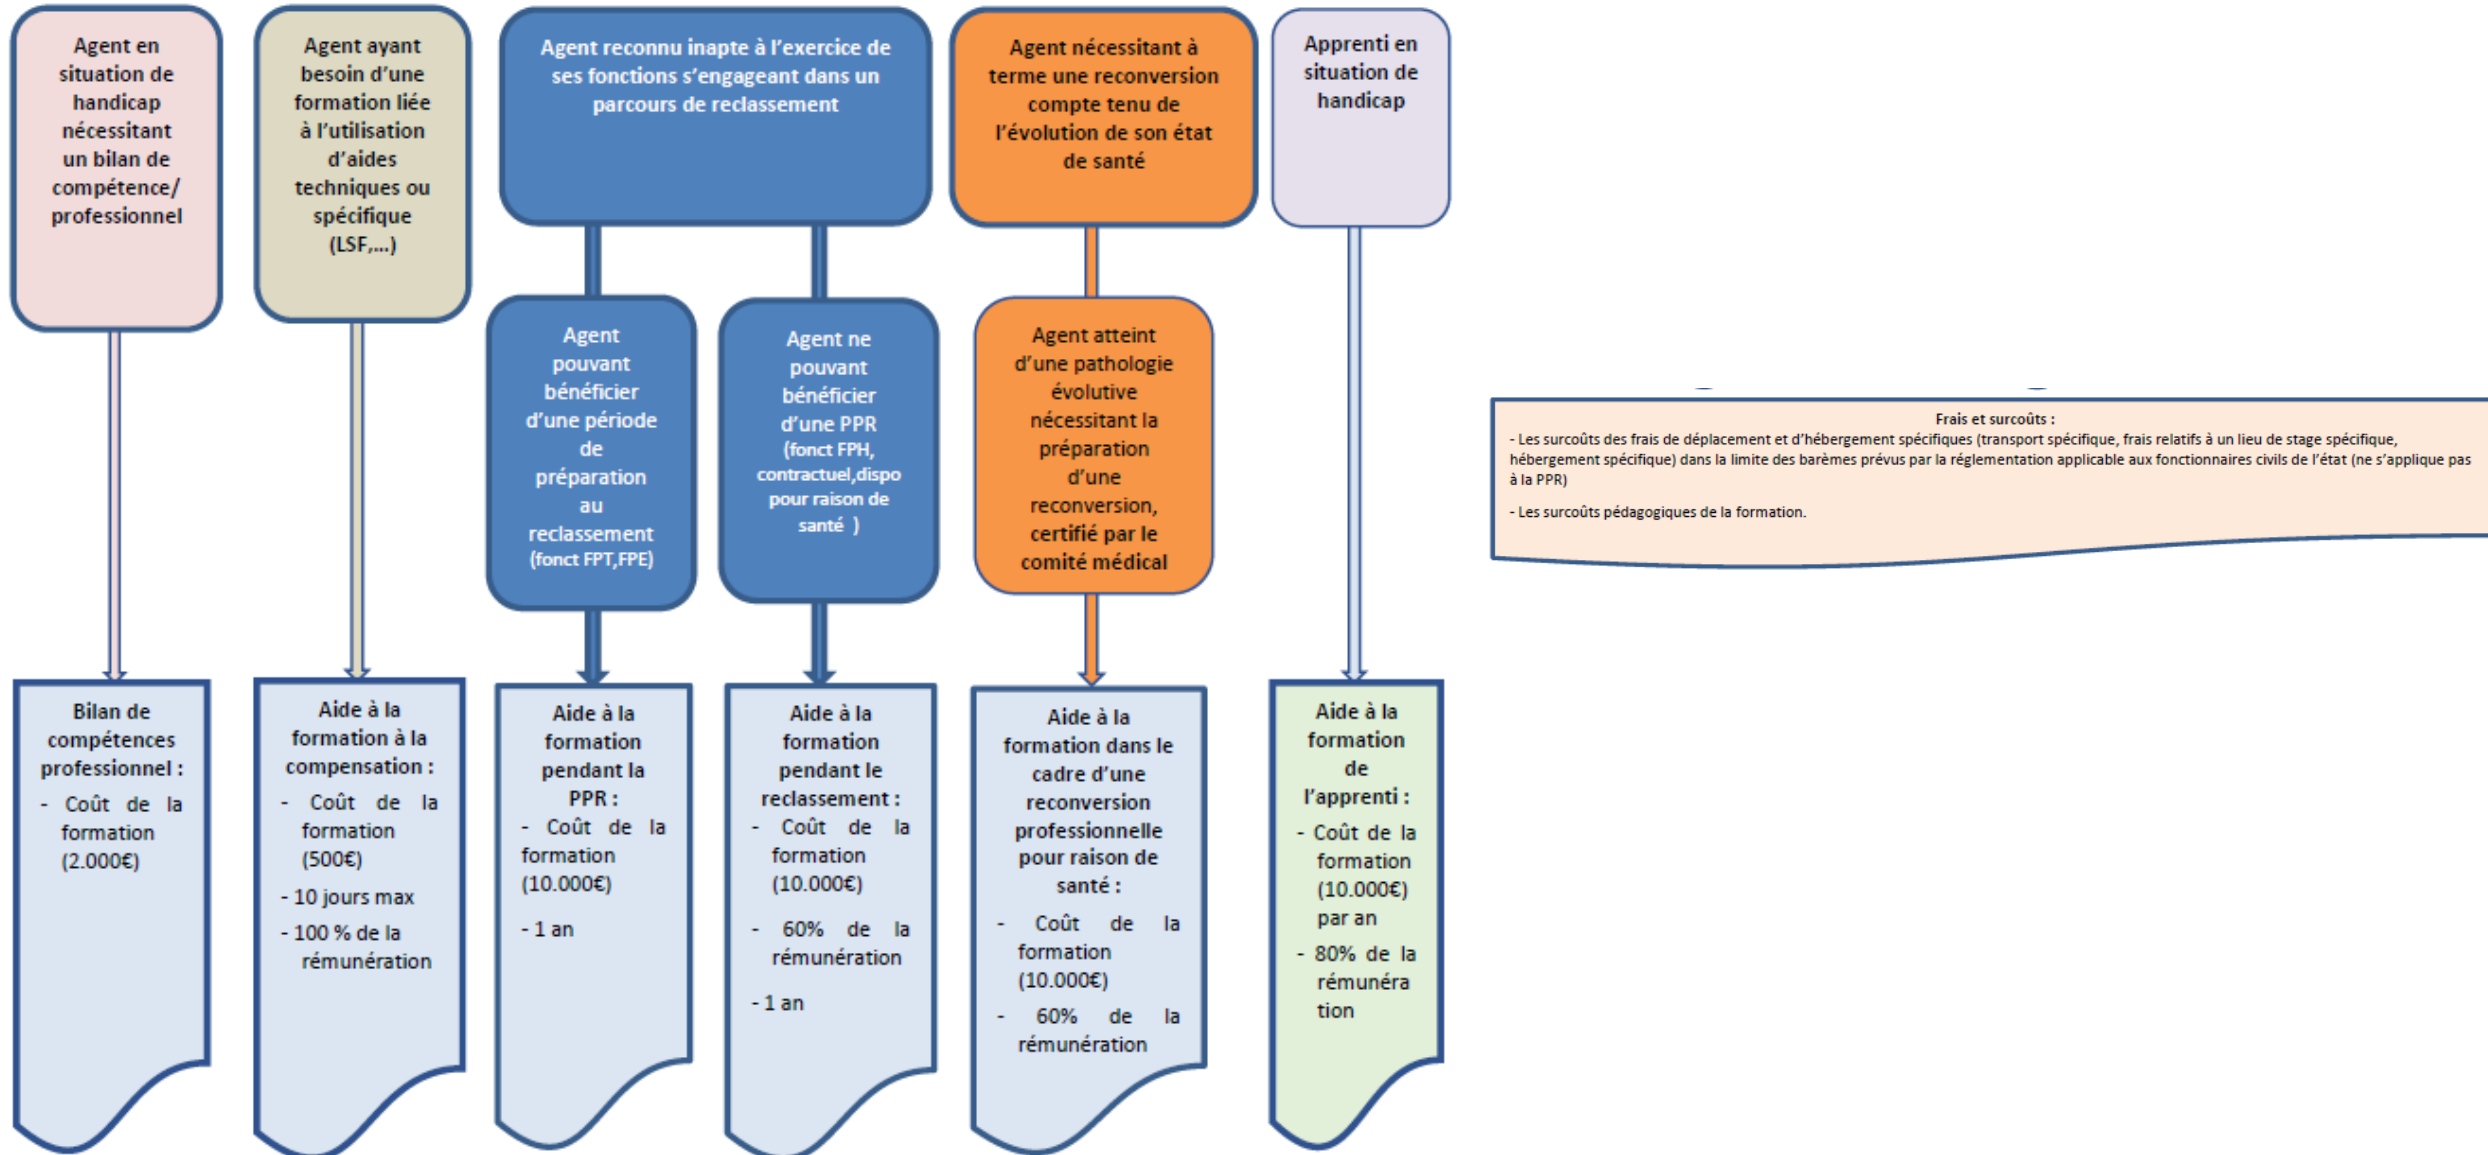 Agent en
situation de
handicap
nécessitant
un bilan de
compétence/
professionnel
Agent ayant
besoin d'une
formation liée
à l'utilisation
d'aides
techniques ou
spécifique
(LSF,...)
Agent reconnu inapte à l'exercice de
ses fonctions s'engageant dans un
parcours de reclassement
Agent nécessitant à
terme une reconversion
compte tenu de
l'évolution de son état
de santé
Apprenti en
situation de
handicap
Agent
pouvant
bénéficier
d'une période
de
préparation
au
reclassement
(fonct FPT,FPE)
Agent ne
pouvant
bénéficier
d'une PPR
(fonct FPH,
contractuel,dispo
pour raison de
santé )
Agent atteint
d'une pathologie
évolutive
nécessitant la
préparation
d'une
reconversion,
certifié par le
comité médical
Frais et surcoûts :
- Les surcoûts des frais de déplacement et d'hébergement spécifiques (transport spécifique, frais relatifs à un lieu de stage spécifique,
hébergement spécifique) dans la limite des barèmes prévus par la réglementation applicable aux fonctionnaires civils de l'état (ne s'applique pas
à la PPR)
- Les surcoûts pédagogiques de la formation.
Bilan de
compétences
professionnel :
- Coût de la
formation
(2.000€)
Aide à la
formation à la
compensation :
- Coût de la
formation
(500€)
- 10 jours max
- 100 % de la
rémunération
Aide à la
formation
pendant la
PPR :
- Coût de la
formation
(10.000€)
- 1 an
Aide à la
formation
pendant le
reclassement :
- Coût de la
formation
(10.000€)
- 60% de la
rémunération
- 1 an
Aide à la
formation dans le
cadre d'une
reconversion
professionnelle
pour raison de
santé :
- Coût de la
formation
(10.000€)
- 60% de la
rémunération
Aide à la
formation
de
l'apprenti :
- Coût de la
formation
(10.000€)
par an
- 80% de la
rémunéra
tion